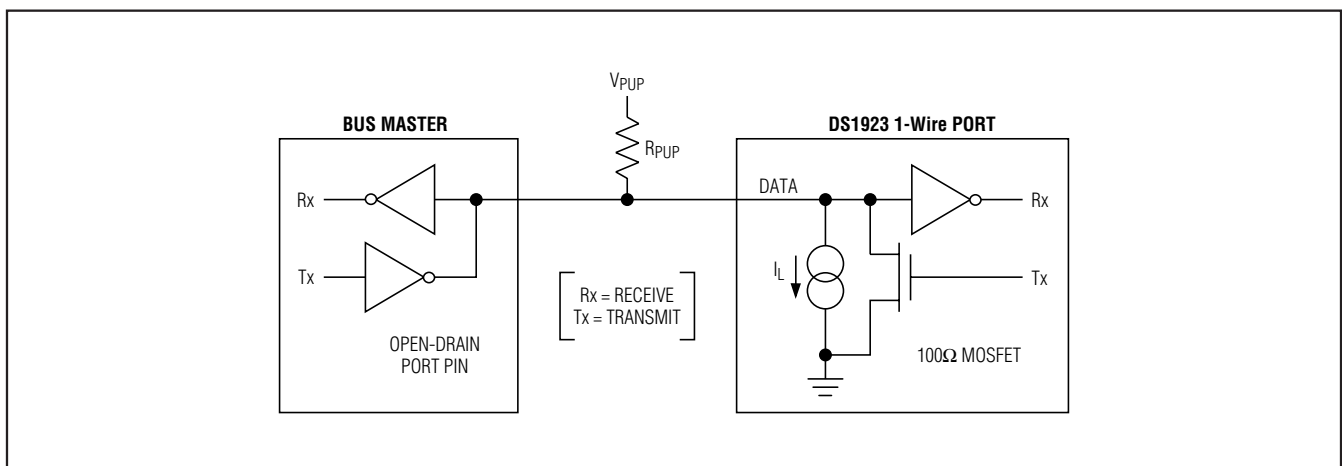 VPUP
BUS MASTER
DS1923 1-Wire PORT
RPUP
Rx
DATA
Rx
Tx
IL
Tx
Rx = RECEIVE
Tx = TRANSMIT
OPEN-DRAIN
PORT PIN
100Ω MOSFET